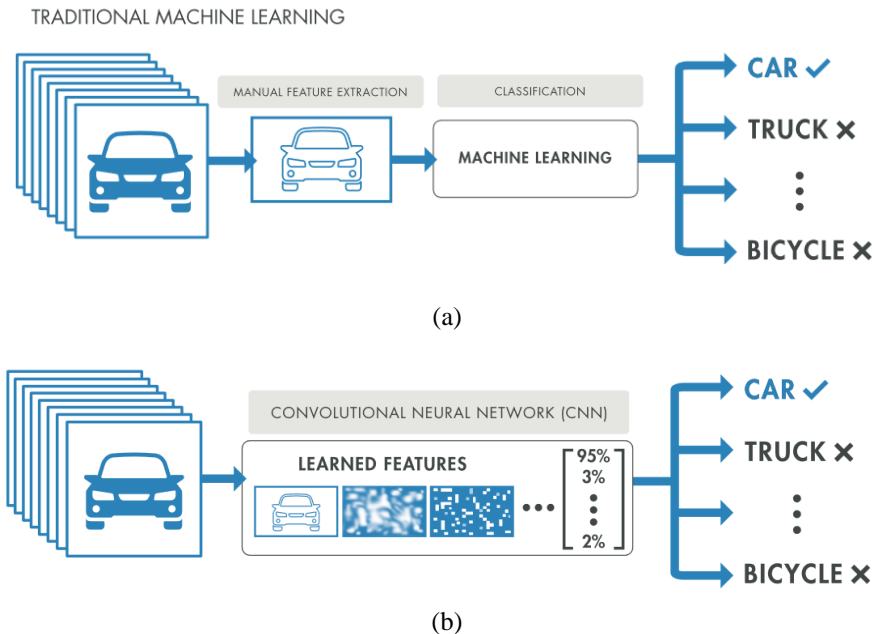 TRADITIONAL MACHINE LEARNING
MANUAL FEATURE EXTRACTION
CLASSIFICATION
MACHINE LEARNING
CAR ✓
TRUCK ✕
⋮
BICYCLE ✕
(a)
CONVOLUTIONAL NEURAL NETWORK (CNN)
LEARNED FEATURES
95%
3%
⋮
2%
CAR ✓
TRUCK ✕
⋮
BICYCLE ✕
(b)